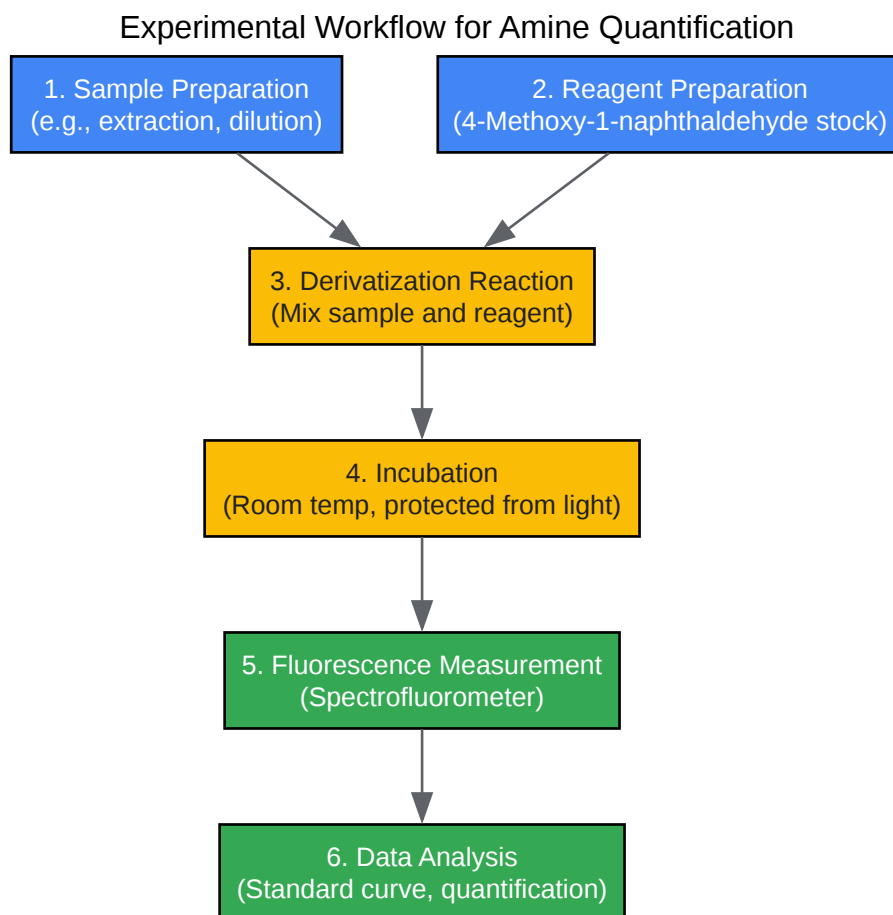 Experimental Workflow for Amine Quantification
1. Sample Preparation
(e.g., extraction, dilution)
2. Reagent Preparation
(4-Methoxy-1-naphthaldehyde stock)
3. Derivatization Reaction
(Mix sample and reagent)
4. Incubation
(Room temp, protected from light)
5. Fluorescence Measurement
(Spectrofluorometer)
6. Data Analysis
(Standard curve, quantification)